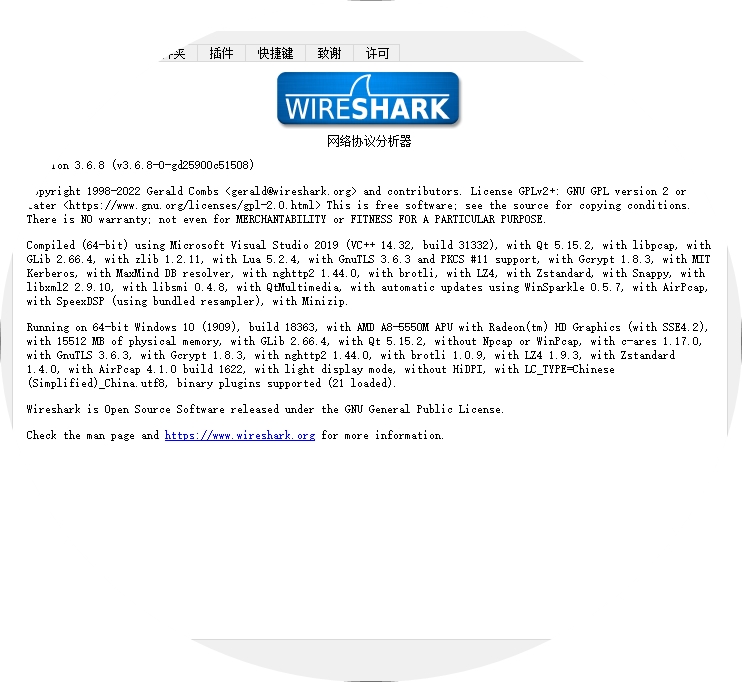 插件 快捷键 致谢 许可
WIRESHARK
网络协议分析器
3.6.8 (v3.6.8-0-gd25900c51508)
1998-2022 Gerald Combs <gerald@wireshark.org> and contributors. License GPLv2+: GNU GPL version 2 or
<https://www.gnu.org/licenses/gpl-2.0.html> This is free software; see the source for copying conditions.
There is NO warranty; not even for MERCHANTABILITY or FITNESS FOR A PARTICULAR PURPOSE.
Compiled (64-bit) using Microsoft Visual Studio 2019 (VC++ 14.32, build 31332), with Qt 5.15.2, with libpcap, with
GLib 2.66.4, with zlib 1.2.11, with Lua 5.2.4, with GnuTLS 3.6.3 and PKCS #11 support, with Gcrypt 1.8.3, with MIT
Kerberos, with MaxMind DB resolver, with nghttp2 1.44.0, with brotli, with LZ4, with Zstandard, with Snappy, with
libxml2 2.9.10, with libsmi 0.4.8, with QtMultimedia, with automatic updates using WinSparkle 0.5.7, with AirPcap,
with SpeexDSP (using bundled resampler), with Minizip.
Running on 64-bit Windows 10 (1909), build 18363, with AMD A8-5550M APU with Radeon(tm) HD Graphics (with SSE4.2),
with 15512 MB of physical memory, with GLib 2.66.4, with Qt 5.15.2, without Npcap or WinPcap, with c-ares 1.17.0,
with GnuTLS 3.6.3, with Gcrypt 1.8.3, with nghttp2 1.44.0, with brotli 1.0.9, with LZ4 1.9.3, with Zstandard
1.4.0, with AirPcap 4.1.0 build 1622, with light display mode, without HiDPI, with LC_TYPE=Chinese
(Simplified)_China.utf8, binary plugins supported (21 loaded).
Wireshark is Open Source Software released under the GNU General Public License.
Check the man page and https://www.wireshark.org for more information.